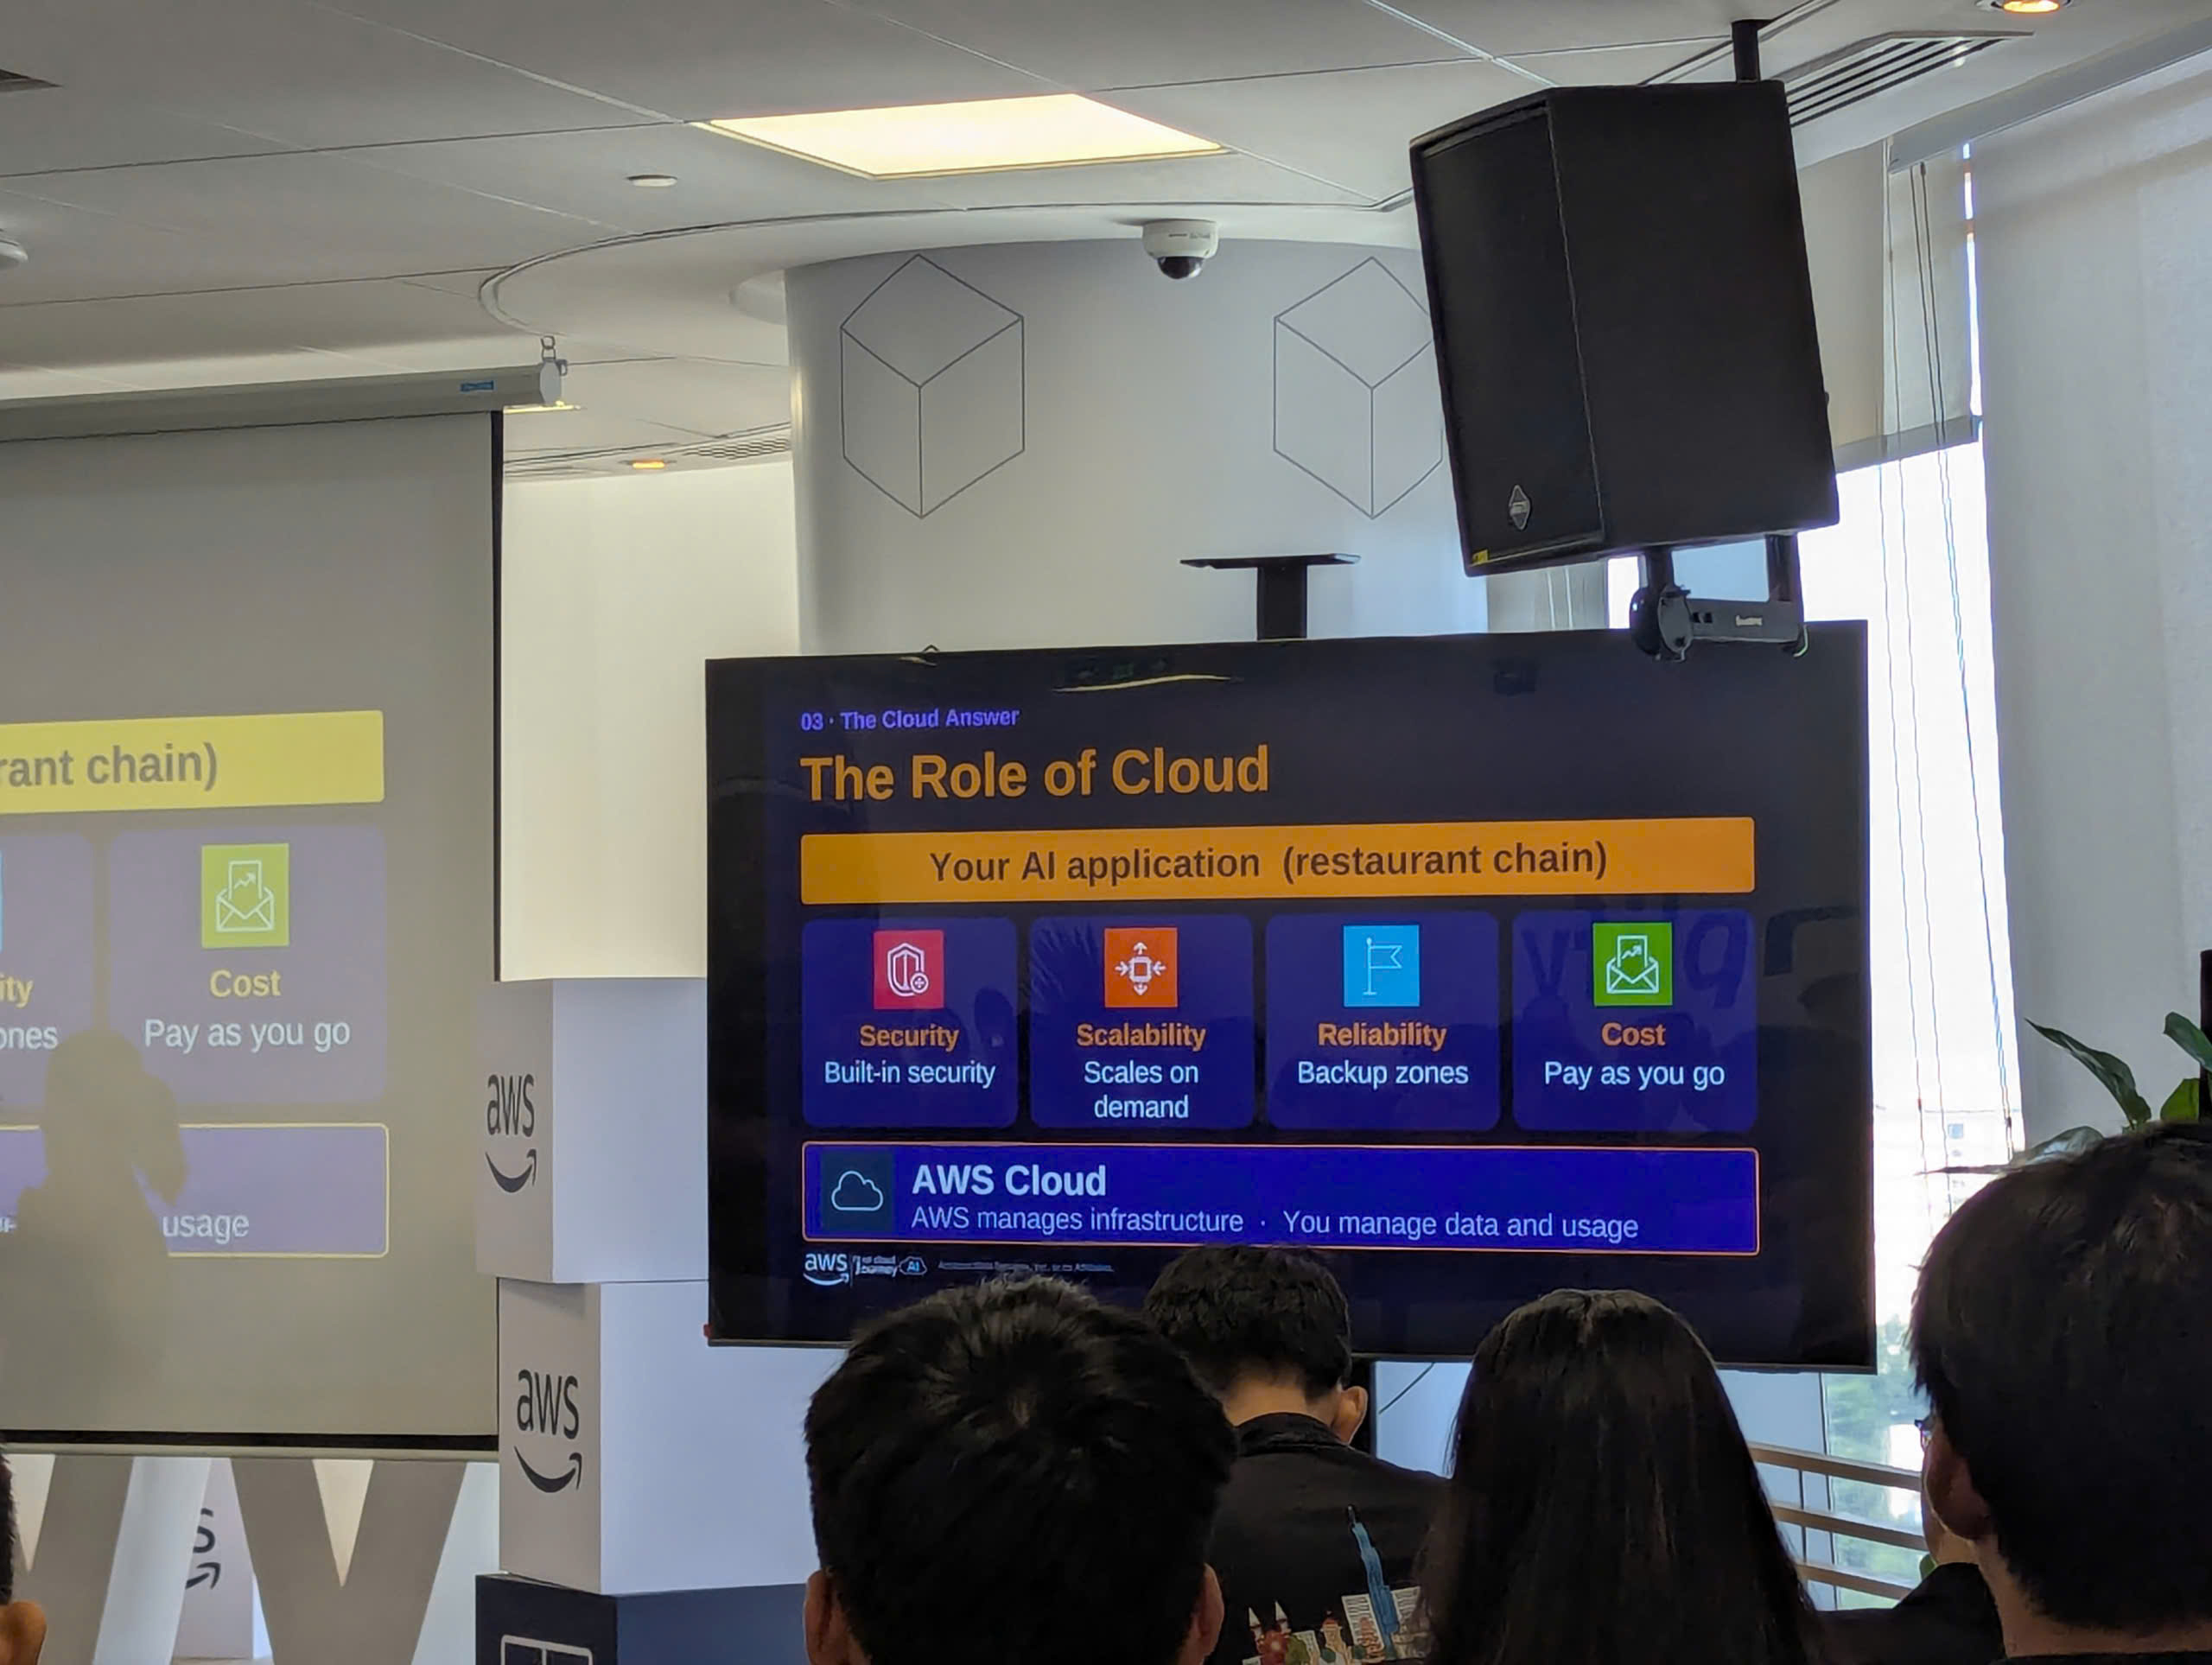 rant chain)
ity
ones
Cost
Pay as you go
usage
aws
aws
03 · The Cloud Answer
The Role of Cloud
Your AI application (restaurant chain)
Security
Built-in security
Scalability
Scales on
demand
Reliability
Backup zones
Cost
Pay as you go
AWS Cloud
AWS manages infrastructure · You manage data and usage
aws
Journey AI